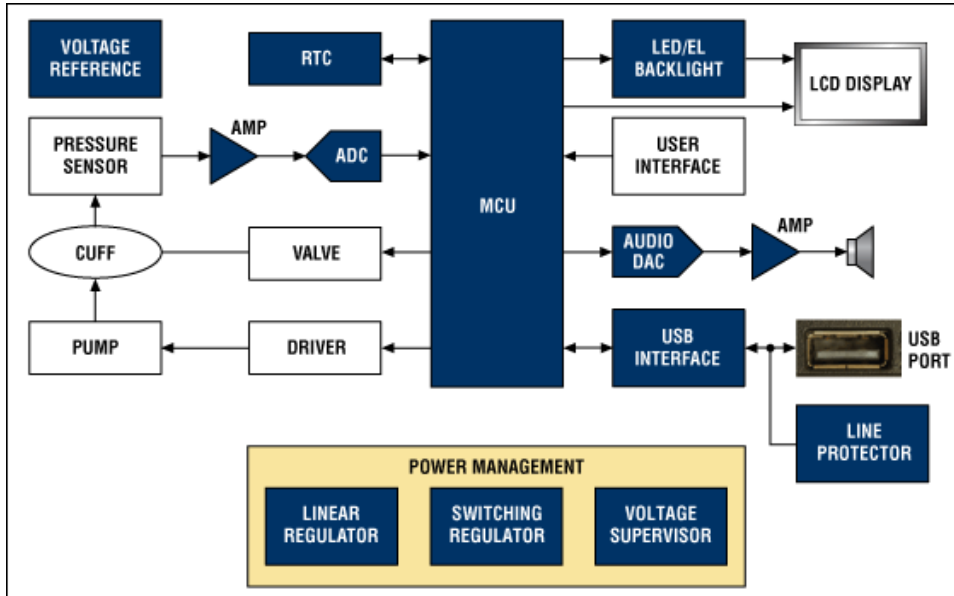 VOLTAGE
REFERENCE
RTC
LED/EL
BACKLIGHT
LCD DISPLAY
PRESSURE
SENSOR
AMP
ADC
MCU
USER
INTERFACE
CUFF
VALVE
AUDIO
DAC
AMP
PUMP
DRIVER
USB
INTERFACE
USB
PORT
LINE
PROTECTOR
POWER MANAGEMENT
LINEAR
REGULATOR
SWITCHING
REGULATOR
VOLTAGE
SUPERVISOR